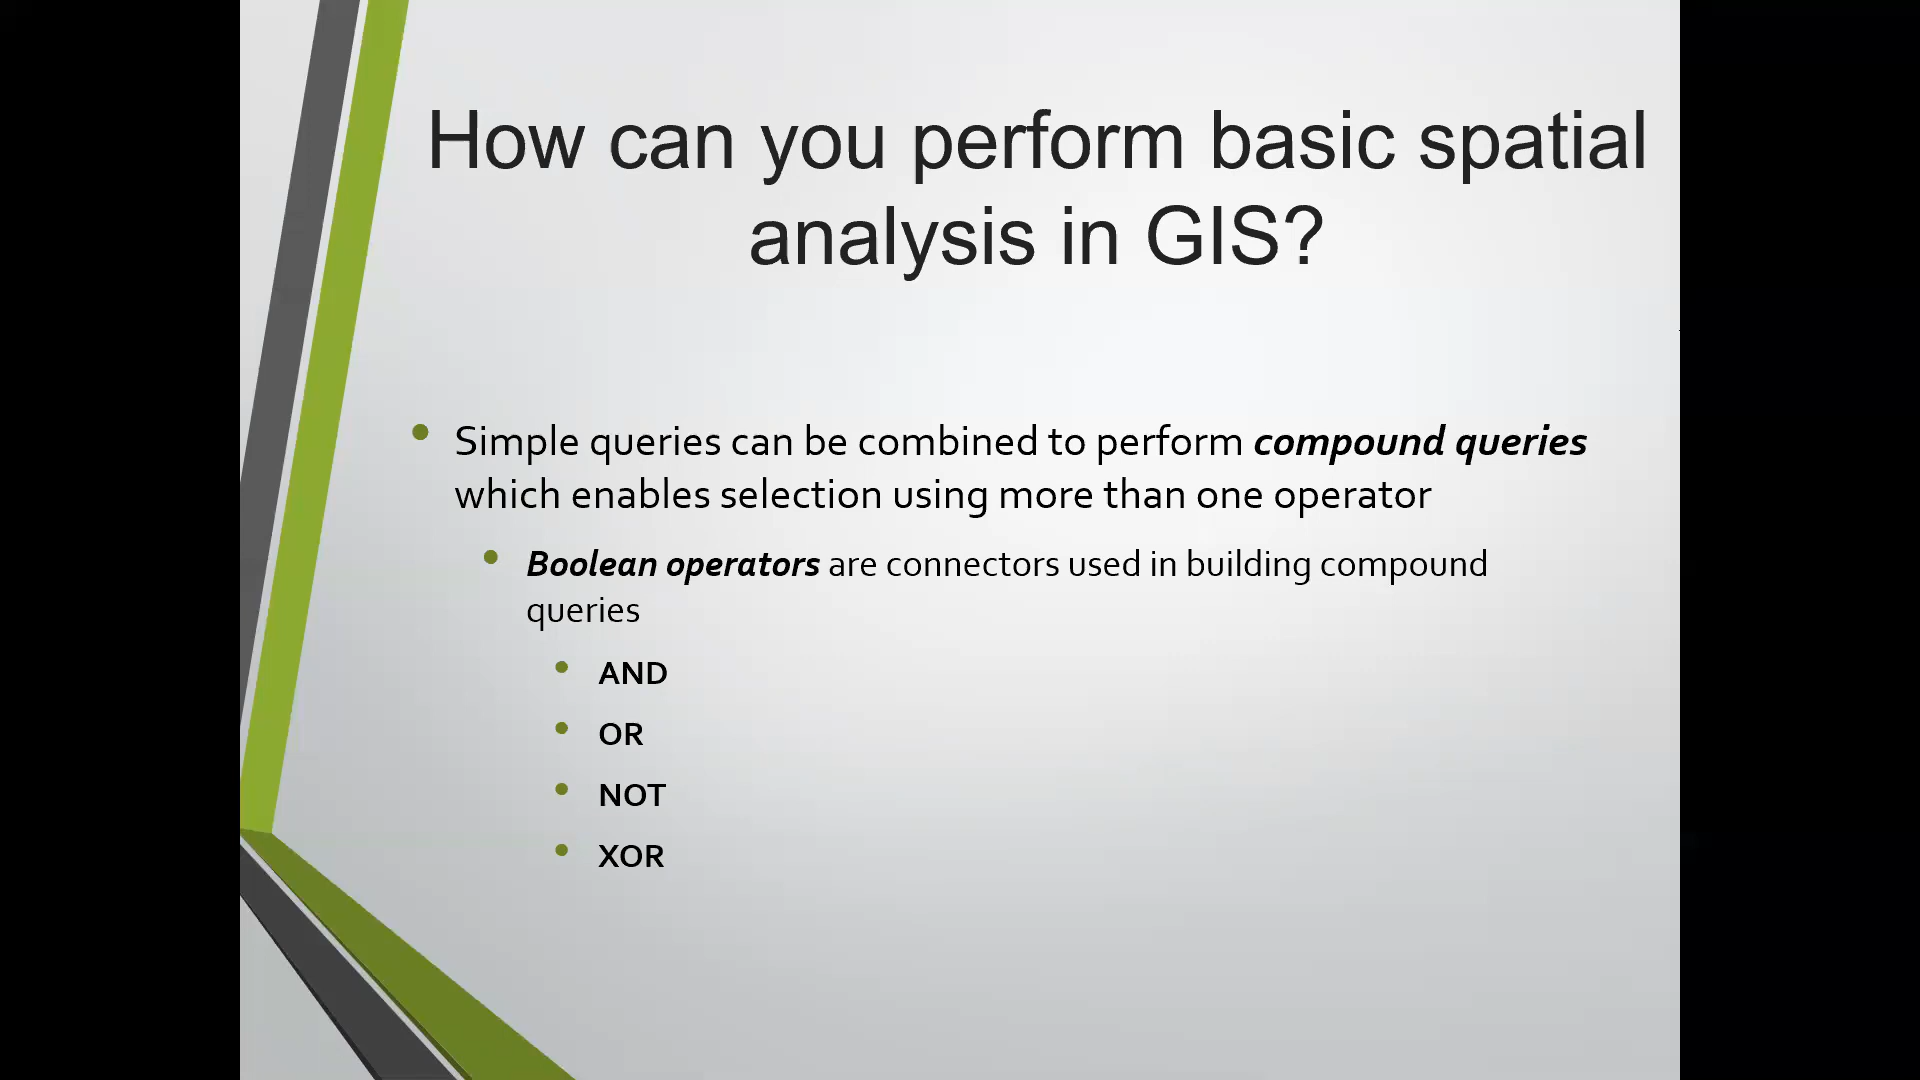 How can you perform basic spatial
analysis in GIS?
• Simple queries can be combined to perform compound queries
which enables selection using more than one operator
• Boolean operators are connectors used in building compound
queries
• AND
• OR
• NOT
• XOR